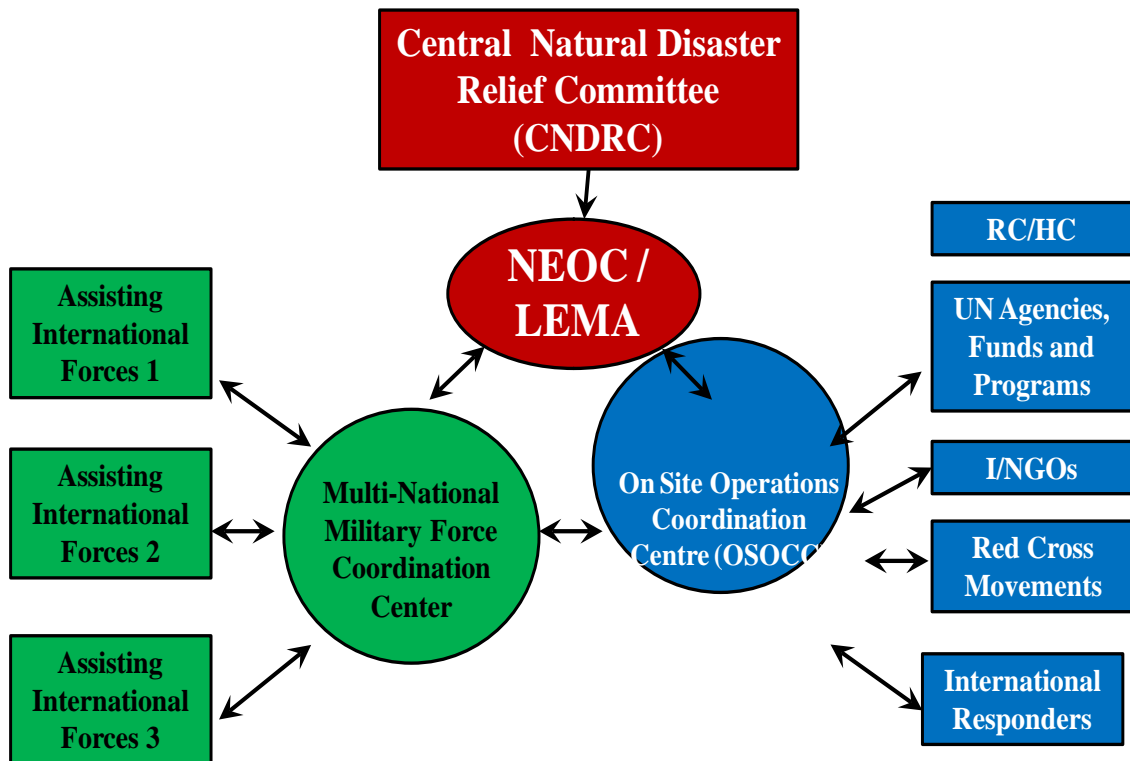 Central Natural Disaster
Relief Committee
(CNDRC)
NEOC /
LEMA
Assisting
International
Forces 1
Assisting
International
Forces 2
Assisting
International
Forces 3
Multi-National
Military Force
Coordination
Center
On Site Operations
Coordination
Centre (OSOCC
RC/HC
UN Agencies,
Funds and
Programs
I/NGOs
Red Cross
Movements
International
Responders